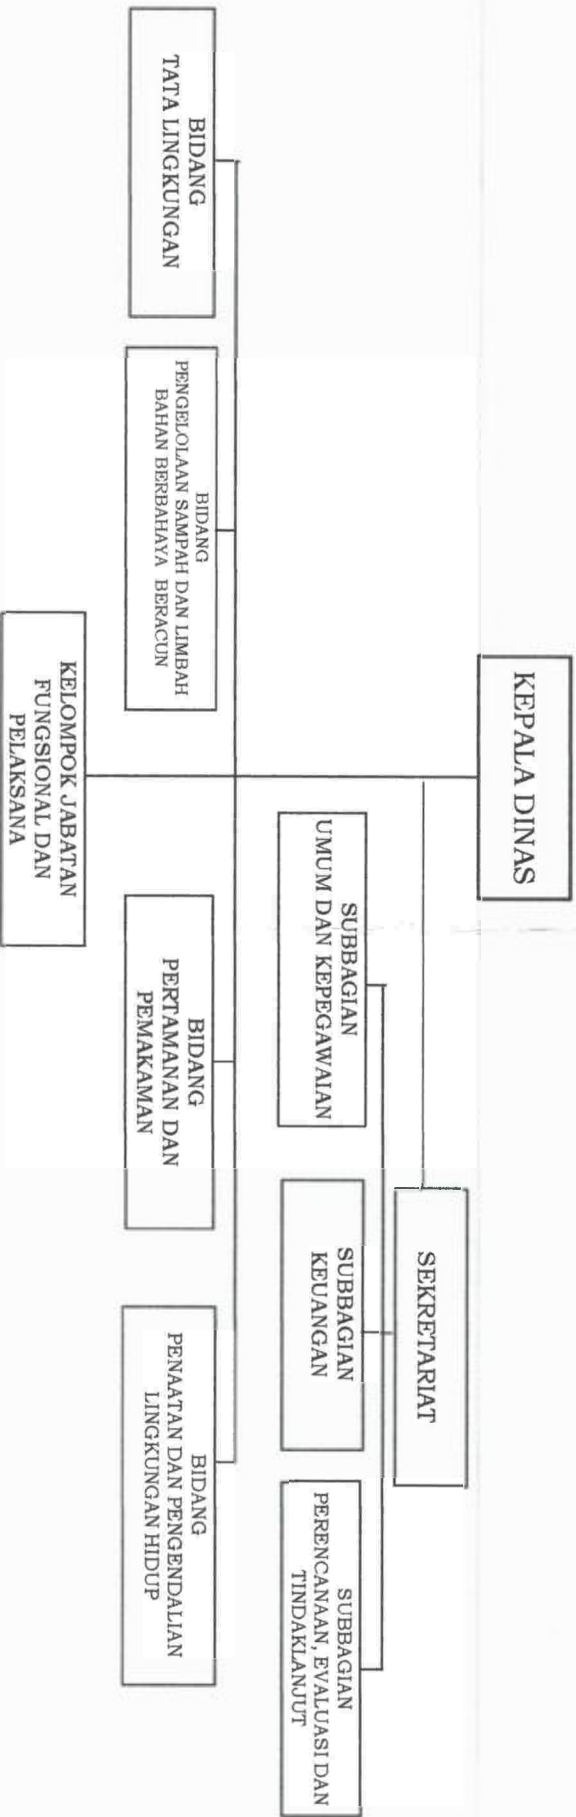 KEPALA DINAS
SEKRETARIAT
SUBBAGIAN
UMUM DAN KEPEGAWAIAN
SUBBAGIAN
KEUANGAN
SUBBAGIAN
PERENCANAAN, EVALUASI DAN
TINDAKLANJUT
BIDANG
TATA LINGKUNGAN
BIDANG
PENGELOLAAN SAMPAH DAN LIMBAH
BAHAN BERBAHAYA BERACUN
BIDANG
PERTAMANAN DAN
PEMAKAMAN
BIDANG
PENAATAN DAN PENGENDALIAN
LINGKUNGAN HIDUP
KELOMPOK JABATAN
FUNGSIONAL DAN
PELAKSANA